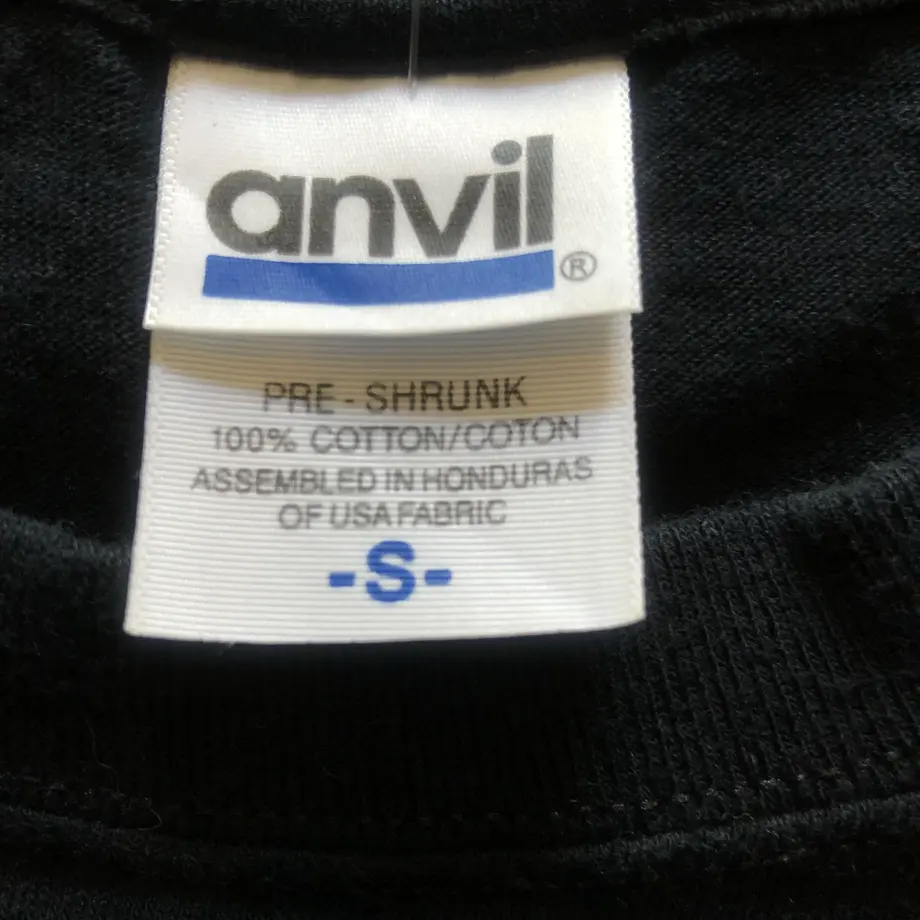 anvil®
PRE-SHRUNK
100% COTTON/COTON
ASSEMBLED IN HONDURAS
OF USA FABRIC
-S-